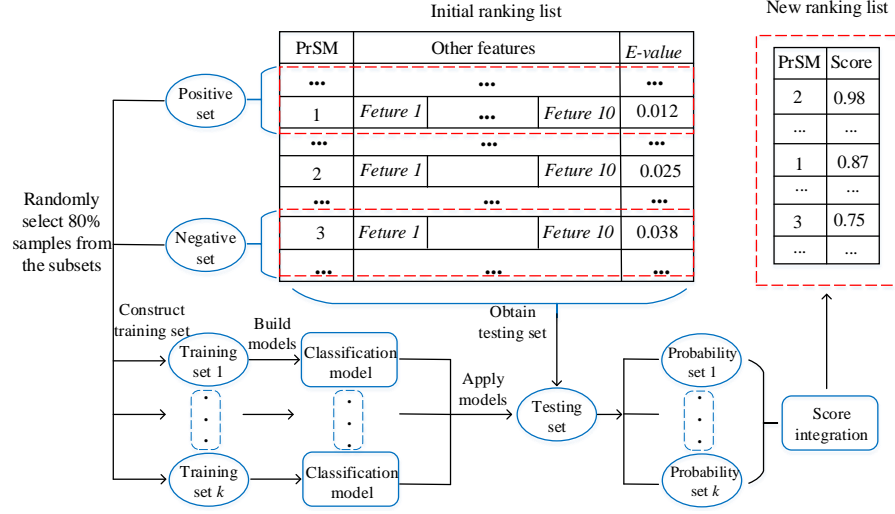 Initial ranking list
PrSM Other features E-value
... ... ...
1 Feture 1 ... Feture 10 0.012
... ... ...
2 Feture 1 Feture 10 0.025
... ... ...
3 Feture 1 Feture 10 0.038
... ... ...
New ranking list
PrSM Score
2 0.98
... ...
1 0.87
... ...
3 0.75
... ...
Positive
set
Negative
set
Randomly
select 80%
samples from
the subsets
Construct
training set
Build
models
Obtain
testing set
Training
set 1
Classification
model
Apply
models
Testing
set
Probability
set 1
Score
integration
Training
set k
Classification
model
Probability
set k